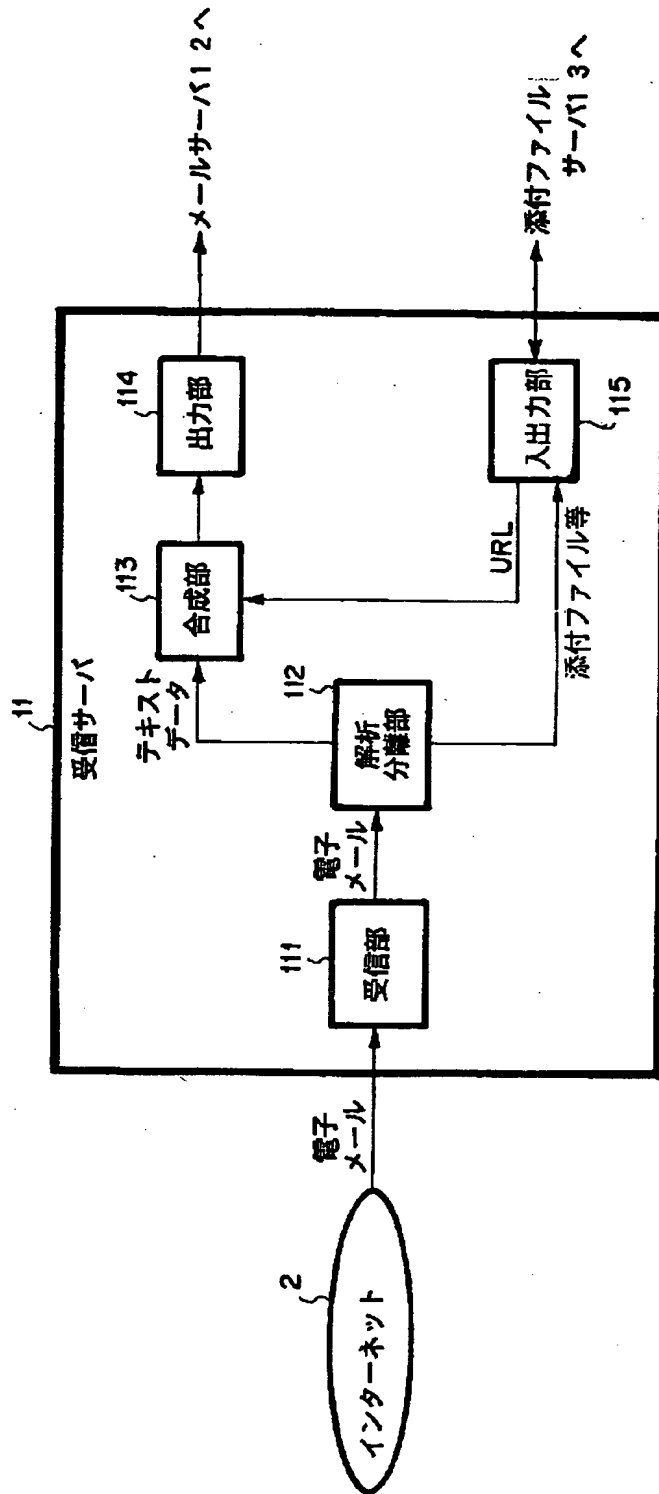 11
受信サーバ
2
インターネット
電子
メール
111
受信部
電子
メール
112
解析
分離部
テキスト
データ
113
合成部
114
出力部
メールサーバ12へ
URL
添付ファイル等
入出力部
115
添付ファイル
サーバ13へ